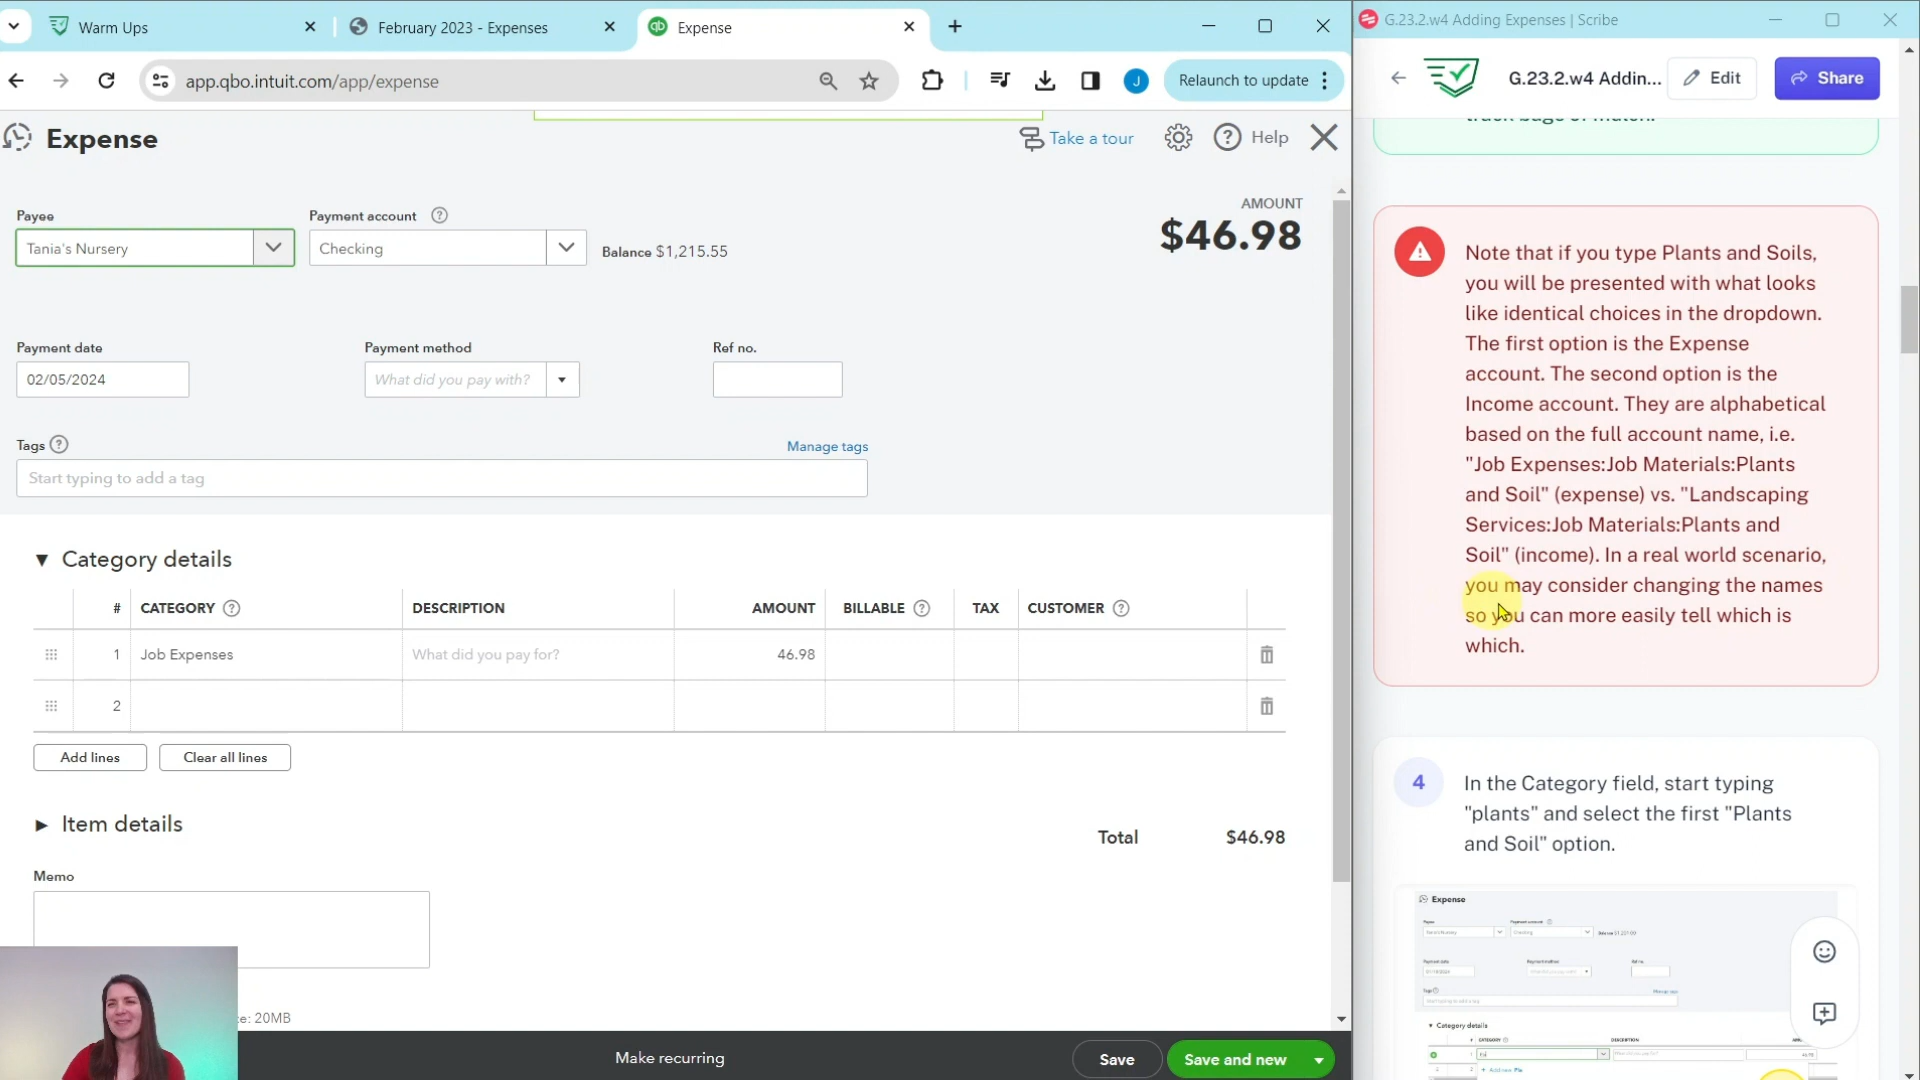 Warm Ups
February 2023 - Expenses
Expense
app.qbo.intuit.com/app/expense
J
Relaunch to update
Expense
Take a tour
Help
Payee
Tania's Nursery
Payment account
Checking
Balance $1,215.55
AMOUNT
$46.98
Payment date
02/05/2024
Payment method
What did you pay with?
Ref no.
Tags
Manage tags
Start typing to add a tag
Category details
# CATEGORY DESCRIPTION AMOUNT BILLABLE TAX CUSTOMER
1 Job Expenses What did you pay for? 46.98
2
Add lines
Clear all lines
Item details
Total $46.98
Memo
20MB
Make recurring
Save
Save and new
G.23.2.w4 Adding Expenses | Scribe
G.23.2.w4 Addin...
Edit
Share
Note that if you type Plants and Soils,
you will be presented with what looks
like identical choices in the dropdown.
The first option is the Expense
account. The second option is the
Income account. They are alphabetical
based on the full account name, i.e.
"Job Expenses:Job Materials:Plants
and Soil" (expense) vs. "Landscaping
Services:Job Materials:Plants and
Soil" (income). In a real world scenario,
you may consider changing the names
so you can more easily tell which is
which.
4
In the Category field, start typing
"plants" and select the first "Plants
and Soil" option.
Expense
Category details